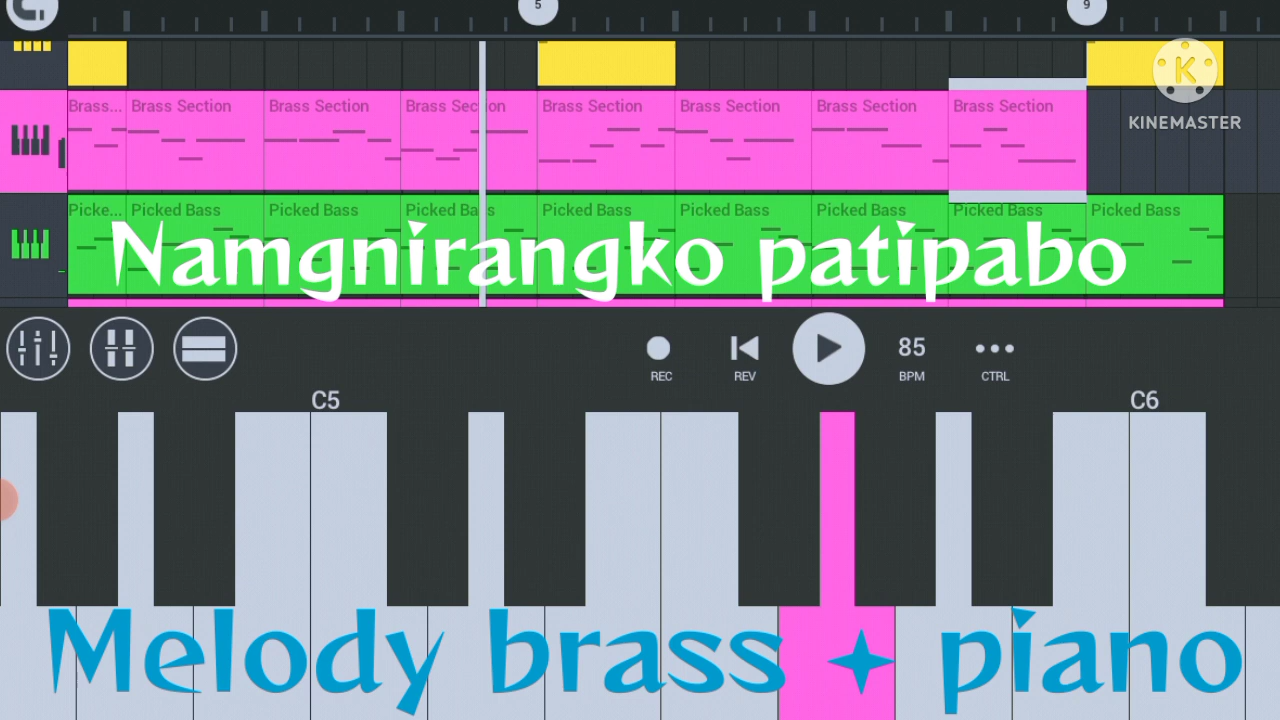 5 9
K
KINEMASTER
Brass... Brass Section Brass Section Brass Section Brass Section Brass Section Brass Section Brass Section
Picke... Picked Bass Picked Bass Picked Bass Picked Bass Picked Bass Picked Bass Picked Bass Picked Bass
Namgnirangko patipabo
85
REC REV BPM CTRL
C5 C6
Melody brass + piano